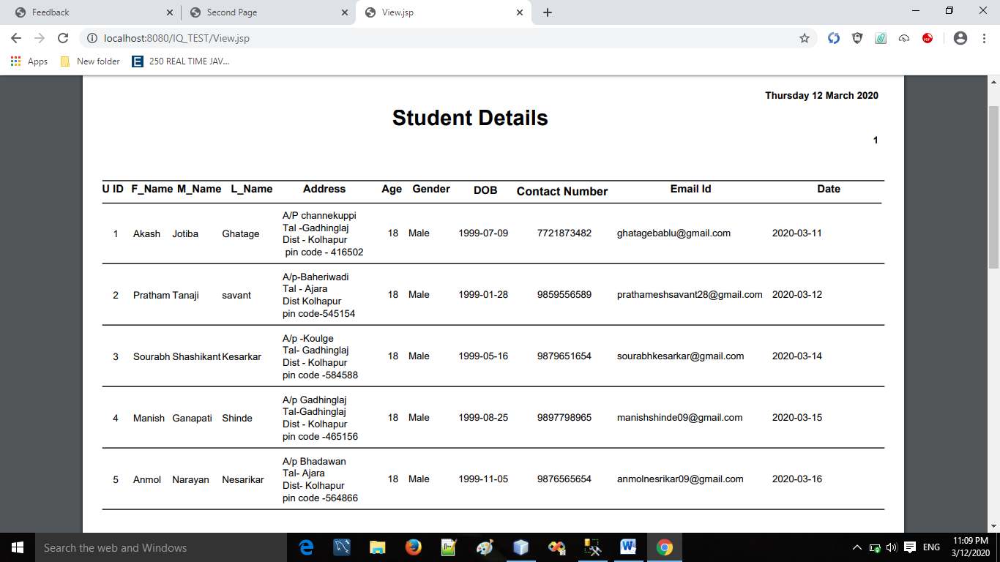 Feedback
Second Page
View.jsp
localhost:8080/IQ_TEST/View.jsp
Apps
New folder
E
250 REAL TIME JAV...
PDF
Thursday 12 March 2020
Student Details
1
U ID F_Name M_Name L_Name Address Age Gender DOB Contact Number Email Id Date
A/P channekuppi
Tal -Gadhinglaj
Dist - Kolhapur
pin code - 416502
1 Akash Jotiba Ghatage 18 Male 1999-07-09 7721873482 ghatagebablu@gmail.com 2020-03-11
A/p-Baheriwadi
Tal - Ajara
Dist Kolhapur
pin code-545154
2 Pratham Tanaji savant 18 Male 1999-01-28 9859556589 prathameshsavant28@gmail.com 2020-03-12
A/p -Koulge
Tal- Gadhinglaj
Dist - Kolhapur
pin code -584588
3 Sourabh Shashikant Kesarkar 18 Male 1999-05-16 9879651654 sourabhkesarkar@gmail.com 2020-03-14
A/p Gadhinglaj
Tal-Gadhinglaj
Dist - Kolhapur
pin code -465156
4 Manish Ganapati Shinde 18 Male 1999-08-25 9897798965 manishshinde09@gmail.com 2020-03-15
A/p Bhadawan
Tal- Ajara
Dist- Kolhapur
pin code -564866
5 Anmol Narayan Nesarikar 18 Male 1999-11-05 9876565654 anmolnesrikar09@gmail.com 2020-03-16
Search the web and Windows
ENG
11:09 PM
3/12/2020